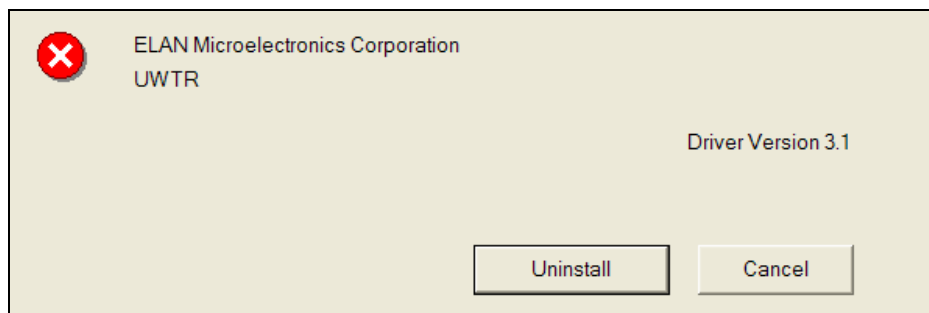 ELAN Microelectronics Corporation
UWTR
Driver Version 3.1
Uninstall
Cancel